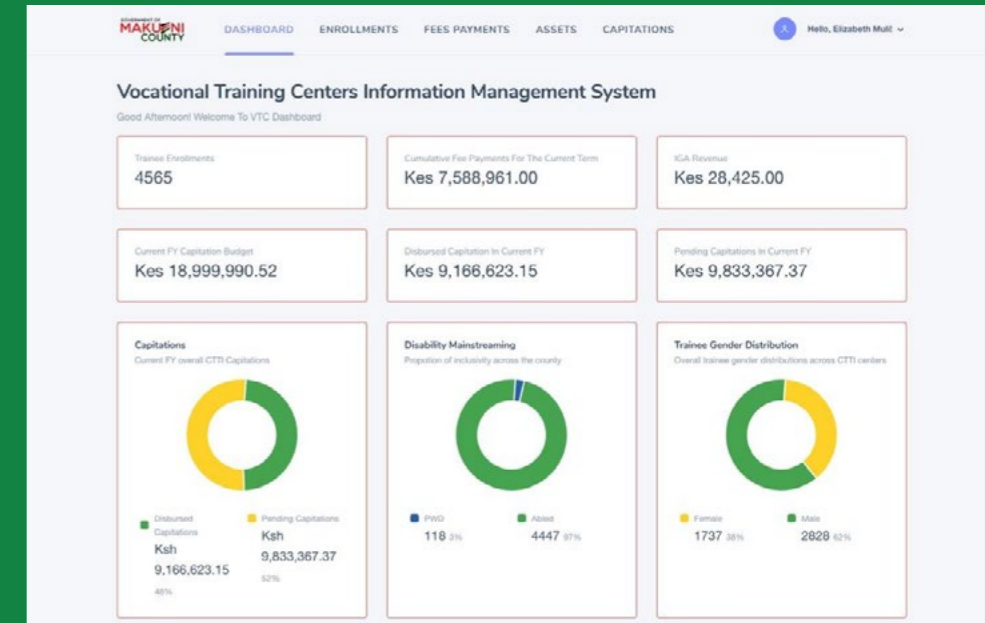 GOVERNMENT OF
MAKUENI
COUNTY
DASHBOARD
ENROLLMENTS
FEES PAYMENTS
ASSETS
CAPITATIONS
Hello, Elizabeth Muli!
Vocational Training Centers Information Management System
Good Afternoon! Welcome To VTC Dashboard
Trainee Enrolments
4565
Cumulative Fee Payments For The Current Term
Kes 7,588,961.00
IGA Revenue
Kes 28,425.00
Current FY Capitation Budget
Kes 18,999,990.52
Disbursed Capitation In Current FY
Kes 9,166,623.15
Pending Capitations In Current FY
Kes 9,833,367.37
Capitations
Current FY overall CTTI Capitations
Disbursed
Capitations
Ksh
9,166,623.15
48%
Pending Capitations
Ksh
9,833,367.37
52%
Disability Mainstreaming
Propotion of inclusivity across the county
PWD
118 3%
Abled
4447 97%
Trainee Gender Distribution
Overall trainee gender distributions across CTTI centers
Female
1737 38%
Male
2828 62%